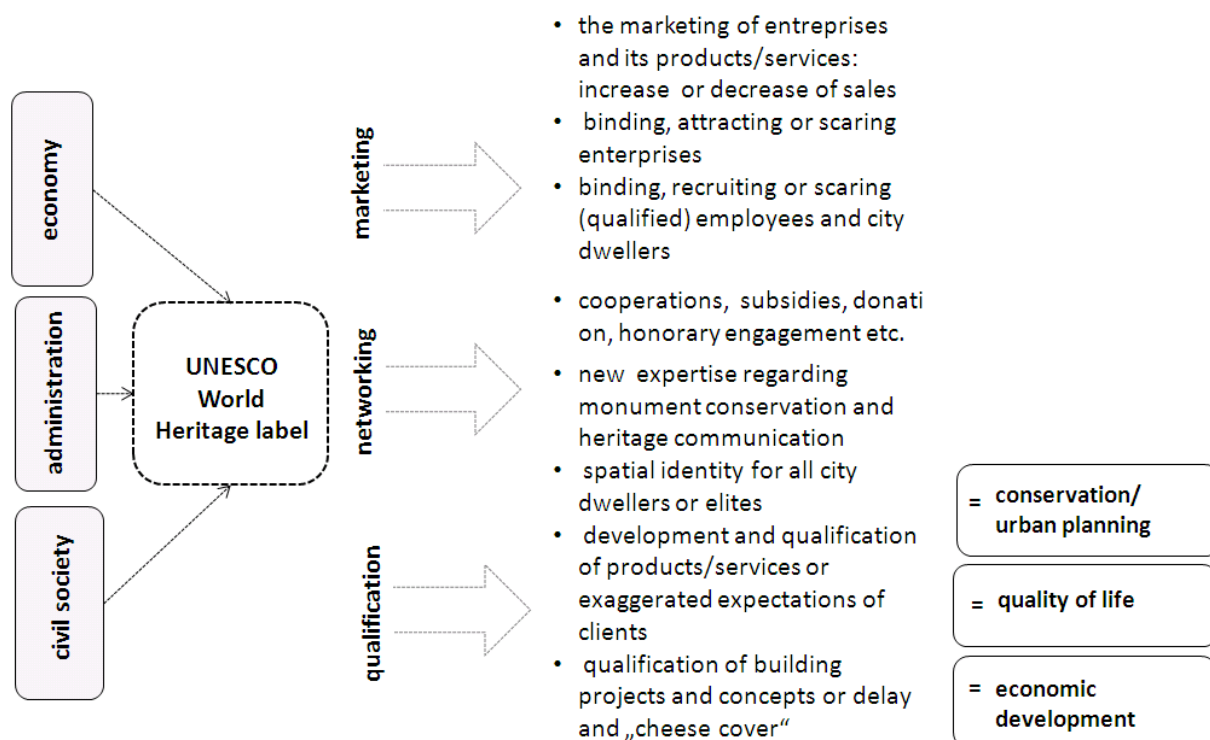 economy
administration
civil society
UNESCO
World
Heritage label
marketing
networking
qualification
• the marketing of entreprises
and its products/services:
increase or decrease of sales
• binding, attracting or scaring
enterprises
• binding, recruiting or scaring
(qualified) employees and city
dwellers
• cooperations, subsidies, donati
on, honorary engagement etc.
• new expertise regarding
monument conservation and
heritage communication
• spatial identity for all city
dwellers or elites
• development and qualification
of products/services or
exaggerated expectations of
clients
• qualification of building
projects and concepts or delay
and „cheese cover“
= conservation/
urban planning
= quality of life
= economic
development